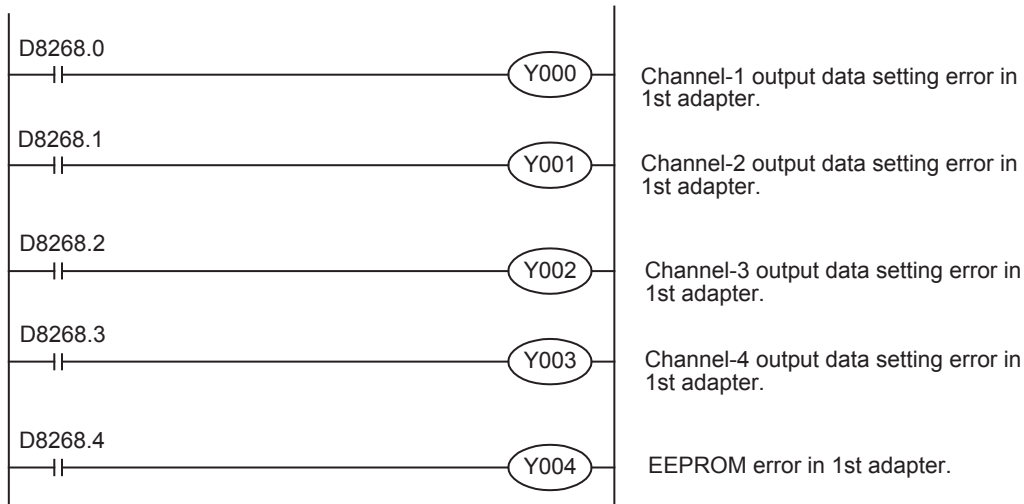 D8268.0
Y000
Channel-1 output data setting error in
1st adapter.
D8268.1
Y001
Channel-2 output data setting error in
1st adapter.
D8268.2
Y002
Channel-3 output data setting error in
1st adapter.
D8268.3
Y003
Channel-4 output data setting error in
1st adapter.
D8268.4
Y004
EEPROM error in 1st adapter.